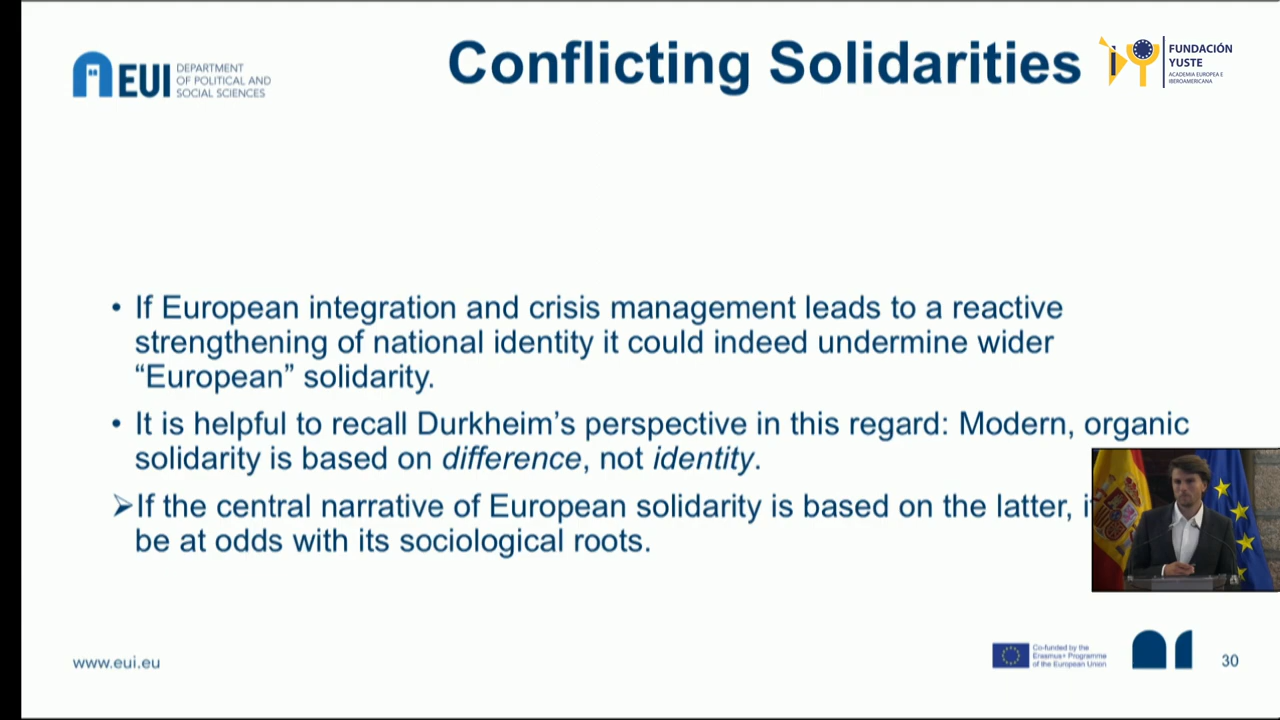 EUI
DEPARTMENT
OF POLITICAL AND
SOCIAL SCIENCES
Conflicting Solidarities
FUNDACIÓN
YUSTE
ACADEMIA EUROPEA E
IBEROAMERICANA
• If European integration and crisis management leads to a reactive
strengthening of national identity it could indeed undermine wider
“European” solidarity.
• It is helpful to recall Durkheim’s perspective in this regard: Modern, organic
solidarity is based on difference, not identity.
➢If the central narrative of European solidarity is based on the latter,
be at odds with its sociological roots.
www.eui.eu
Co-funded by the
Erasmus+ Programme
of the European Union
30